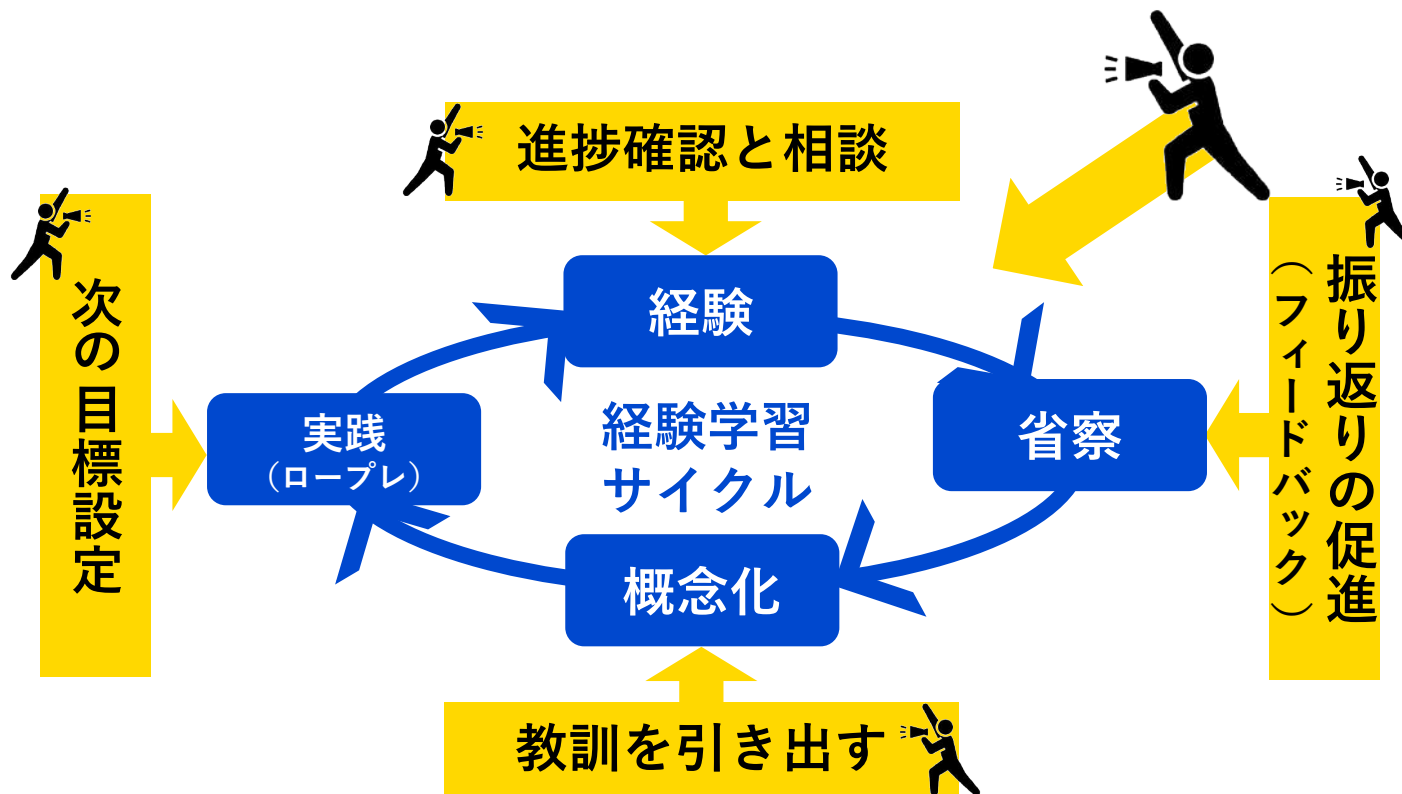 進捗確認と相談
経験
次の目標設定
実践
（ロープレ）
経験学習
サイクル
省察
振り返りの促進
（フィードバック）
概念化
教訓を引き出す